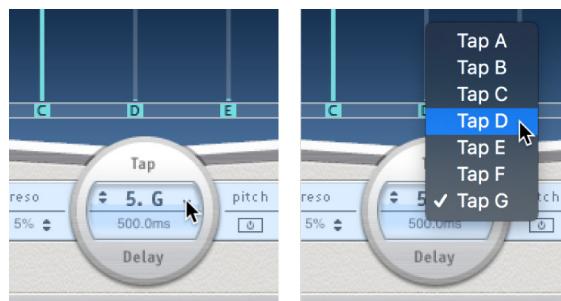 C D E
Tap
reso 5. G pitch
5% 500.0ms
Delay
Tap A
Tap B
Tap C
Tap D
Tap E
Tap F
✓ Tap G
C
reso 5
5% 500.0ms
Delay